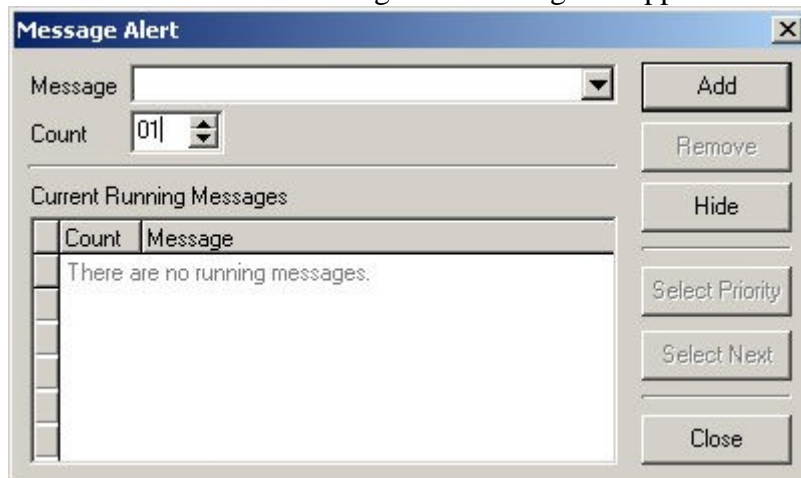 Message Alert
Message
Add
Count 01
Remove
Current Running Messages
Hide
Count Message
There are no running messages.
Select Priority
Select Next
Close